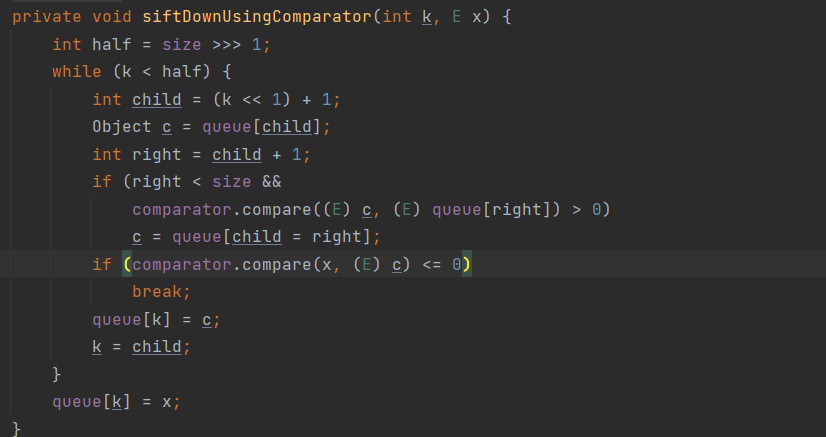 private void siftDownUsingComparator(int k, E x) {
    int half = size >>> 1;
    while (k < half) {
        int child = (k << 1) + 1;
        Object c = queue[child];
        int right = child + 1;
        if (right < size &&
            comparator.compare((E) c, (E) queue[right]) > 0)
            c = queue[child = right];
        if (comparator.compare(x, (E) c) <= 0)
            break;
        queue[k] = c;
        k = child;
    }
    queue[k] = x;
}